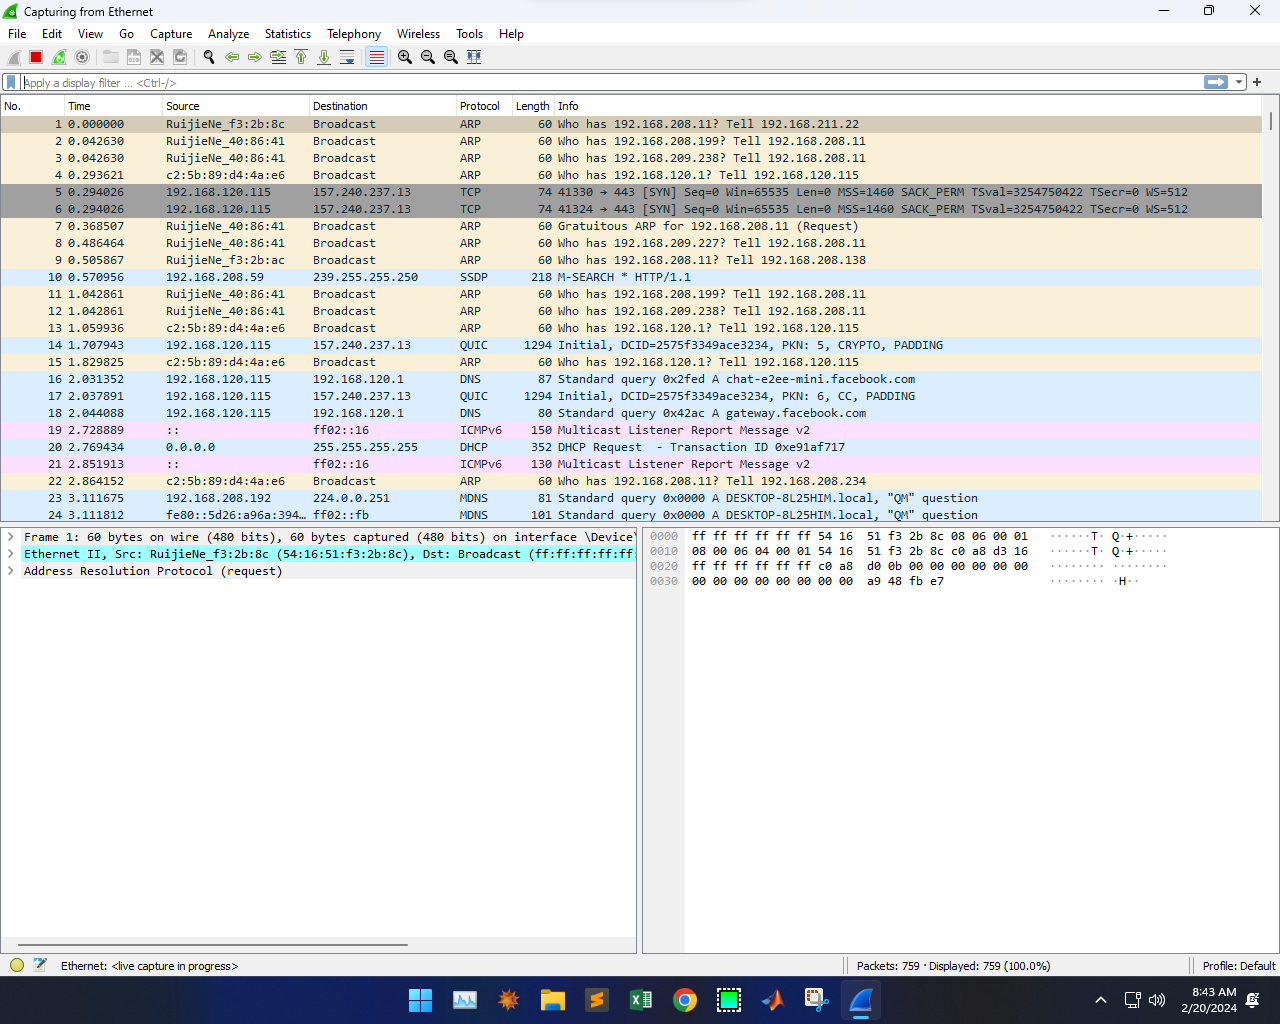 Capturing from Ethernet
File Edit View Go Capture Analyze Statistics Telephony Wireless Tools Help
Apply a display filter ... <Ctrl-/>
No. Time Source Destination Protocol Length Info
1 0.000000 RuijieNe_f3:2b:8c Broadcast ARP 60 Who has 192.168.208.11? Tell 192.168.211.22
2 0.042630 RuijieNe_40:86:41 Broadcast ARP 60 Who has 192.168.208.199? Tell 192.168.208.11
3 0.042630 RuijieNe_40:86:41 Broadcast ARP 60 Who has 192.168.209.238? Tell 192.168.208.11
4 0.293621 c2:5b:89:d4:4a:e6 Broadcast ARP 60 Who has 192.168.120.1? Tell 192.168.120.115
5 0.294026 192.168.120.115 157.240.237.13 TCP 74 41330 → 443 [SYN] Seq=0 Win=65535 Len=0 MSS=1460 SACK_PERM TSval=3254750422 TSecr=0 WS=512
6 0.294026 192.168.120.115 157.240.237.13 TCP 74 41324 → 443 [SYN] Seq=0 Win=65535 Len=0 MSS=1460 SACK_PERM TSval=3254750422 TSecr=0 WS=512
7 0.368507 RuijieNe_40:86:41 Broadcast ARP 60 Gratuitous ARP for 192.168.208.11 (Request)
8 0.486464 RuijieNe_40:86:41 Broadcast ARP 60 Who has 192.168.209.227? Tell 192.168.208.11
9 0.505867 RuijieNe_f3:2b:ac Broadcast ARP 60 Who has 192.168.208.11? Tell 192.168.208.138
10 0.570956 192.168.208.59 239.255.255.250 SSDP 218 M-SEARCH * HTTP/1.1
11 1.042861 RuijieNe_40:86:41 Broadcast ARP 60 Who has 192.168.208.199? Tell 192.168.208.11
12 1.042861 RuijieNe_40:86:41 Broadcast ARP 60 Who has 192.168.209.238? Tell 192.168.208.11
13 1.059936 c2:5b:89:d4:4a:e6 Broadcast ARP 60 Who has 192.168.120.1? Tell 192.168.120.115
14 1.707943 192.168.120.115 157.240.237.13 QUIC 1294 Initial, DCID=2575f3349ace3234, PKN: 5, CRYPTO, PADDING
15 1.829825 c2:5b:89:d4:4a:e6 Broadcast ARP 60 Who has 192.168.120.1? Tell 192.168.120.115
16 2.031352 192.168.120.115 192.168.120.1 DNS 87 Standard query 0x2fed A chat-e2ee-mini.facebook.com
17 2.037891 192.168.120.115 157.240.237.13 QUIC 1294 Initial, DCID=2575f3349ace3234, PKN: 6, CC, PADDING
18 2.044088 192.168.120.115 192.168.120.1 DNS 80 Standard query 0x42ac A gateway.facebook.com
19 2.728889 :: ff02::16 ICMPv6 150 Multicast Listener Report Message v2
20 2.769434 0.0.0.0 255.255.255.255 DHCP 352 DHCP Request - Transaction ID 0xe91af717
21 2.851913 :: ff02::16 ICMPv6 130 Multicast Listener Report Message v2
22 2.864152 c2:5b:89:d4:4a:e6 Broadcast ARP 60 Who has 192.168.120.11? Tell 192.168.208.234
23 3.111675 192.168.208.192 224.0.0.251 MDNS 81 Standard query 0x0000 A DESKTOP-8L25HIM.local, "QM" question
24 3.111812 fe80::5d26:a96a:394… ff02::fb MDNS 101 Standard query 0x0000 A DESKTOP-8L25HIM.local, "QM" question
Frame 1: 60 bytes on wire (480 bits), 60 bytes captured (480 bits) on interface \Device\
Ethernet II, Src: RuijieNe_f3:2b:8c (54:16:51:f3:2b:8c), Dst: Broadcast (ff:ff:ff:ff:ff:
Address Resolution Protocol (request)
0000 ff ff ff ff ff ff 54 16 51 f3 2b 8c 08 06 00 01 ······T· Q·+·····
0010 08 00 06 04 00 01 54 16 51 f3 2b 8c c0 a8 d3 16 ······T· Q·+·····
0020 ff ff ff ff ff ff c0 a8 d0 0b 00 00 00 00 00 00 ········ ········
0030 00 00 00 00 00 00 00 00 a9 48 fb e7 ········ ·H··
Ethernet: <live capture in progress>
Packets: 759 · Displayed: 759 (100.0%)
Profile: Default
8:43 AM
2/20/2024